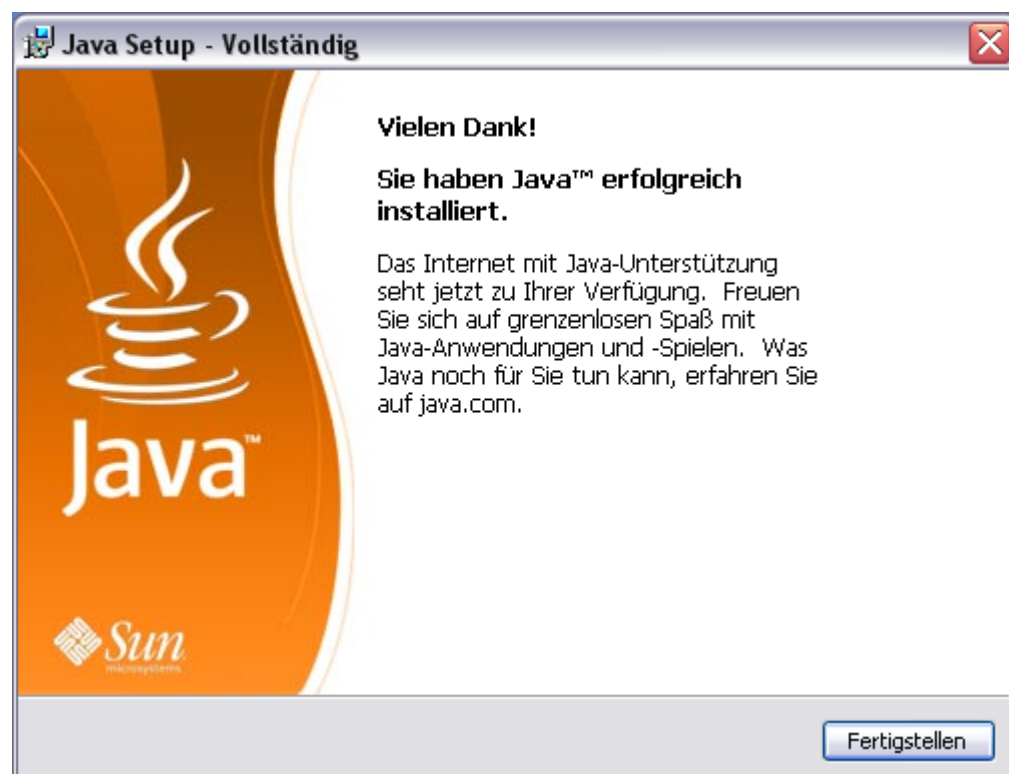 Java Setup - Vollständig
Vielen Dank!
Sie haben Java™ erfolgreich
installiert.
Das Internet mit Java-Unterstützung
seht jetzt zu Ihrer Verfügung. Freuen
Sie sich auf grenzenlosen Spaß mit
Java-Anwendungen und -Spielen. Was
Java noch für Sie tun kann, erfahren Sie
auf java.com.
Java™
Sun
microsystems
Fertigstellen